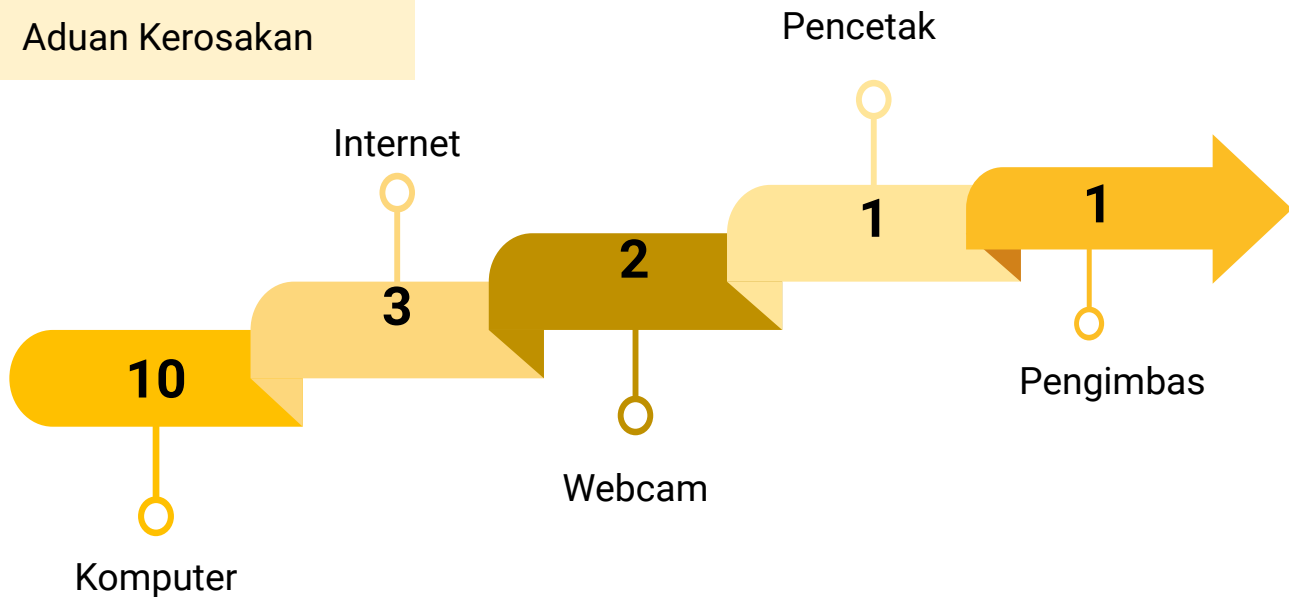 Aduan Kerosakan
10
Komputer
Internet
3
2
Webcam
Pencetak
1
1
Pengimbas